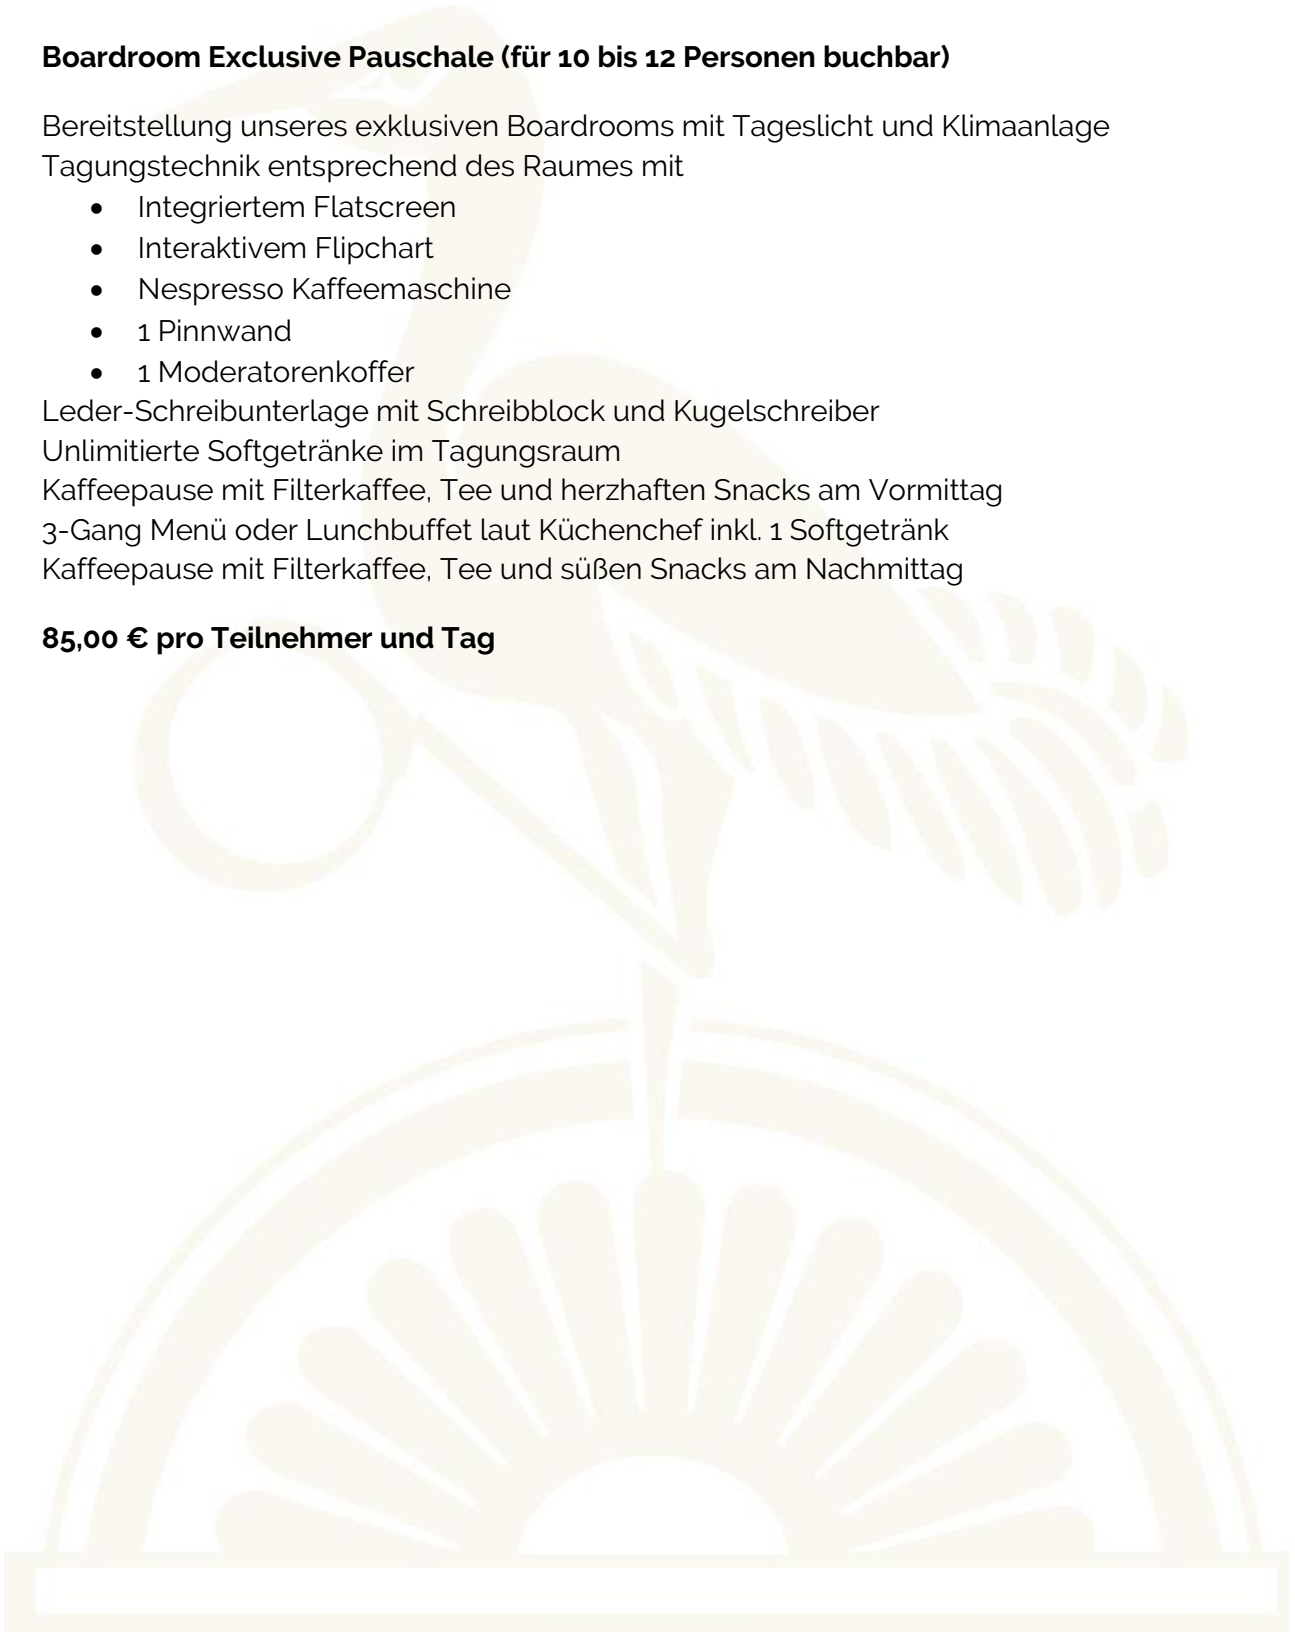 Boardroom Exclusive Pauschale (für 10 bis 12 Personen buchbar)
Bereitstellung unseres exklusiven Boardrooms mit Tageslicht und Klimaanlage
Tagungstechnik entsprechend des Raumes mit
• Integriertem Flatscreen
• Interaktivem Flipchart
• Nespresso Kaffeemaschine
• 1 Pinnwand
• 1 Moderatorenkoffer
Leder-Schreibunterlage mit Schreibblock und Kugelschreiber
Unlimitierte Softgetränke im Tagungsraum
Kaffeepause mit Filterkaffee, Tee und herzhaften Snacks am Vormittag
3-Gang Menü oder Lunchbuffet laut Küchenchef inkl. 1 Softgetränk
Kaffeepause mit Filterkaffee, Tee und süßen Snacks am Nachmittag
85,00 € pro Teilnehmer und Tag